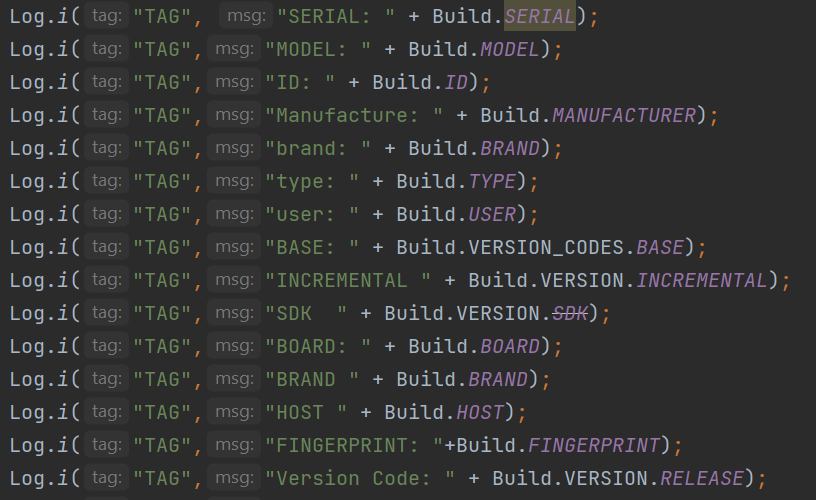 Log.i( tag: "TAG", msg: "SERIAL: " + Build.SERIAL);
Log.i( tag: "TAG", msg: "MODEL: " + Build.MODEL);
Log.i( tag: "TAG", msg: "ID: " + Build.ID);
Log.i( tag: "TAG", msg: "Manufacture: " + Build.MANUFACTURER);
Log.i( tag: "TAG", msg: "brand: " + Build.BRAND);
Log.i( tag: "TAG", msg: "type: " + Build.TYPE);
Log.i( tag: "TAG", msg: "user: " + Build.USER);
Log.i( tag: "TAG", msg: "BASE: " + Build.VERSION_CODES.BASE);
Log.i( tag: "TAG", msg: "INCREMENTAL " + Build.VERSION.INCREMENTAL);
Log.i( tag: "TAG", msg: "SDK  " + Build.VERSION.SDK);
Log.i( tag: "TAG", msg: "BOARD: " + Build.BOARD);
Log.i( tag: "TAG", msg: "BRAND " + Build.BRAND);
Log.i( tag: "TAG", msg: "HOST " + Build.HOST);
Log.i( tag: "TAG", msg: "FINGERPRINT: "+Build.FINGERPRINT);
Log.i( tag: "TAG", msg: "Version Code: " + Build.VERSION.RELEASE);